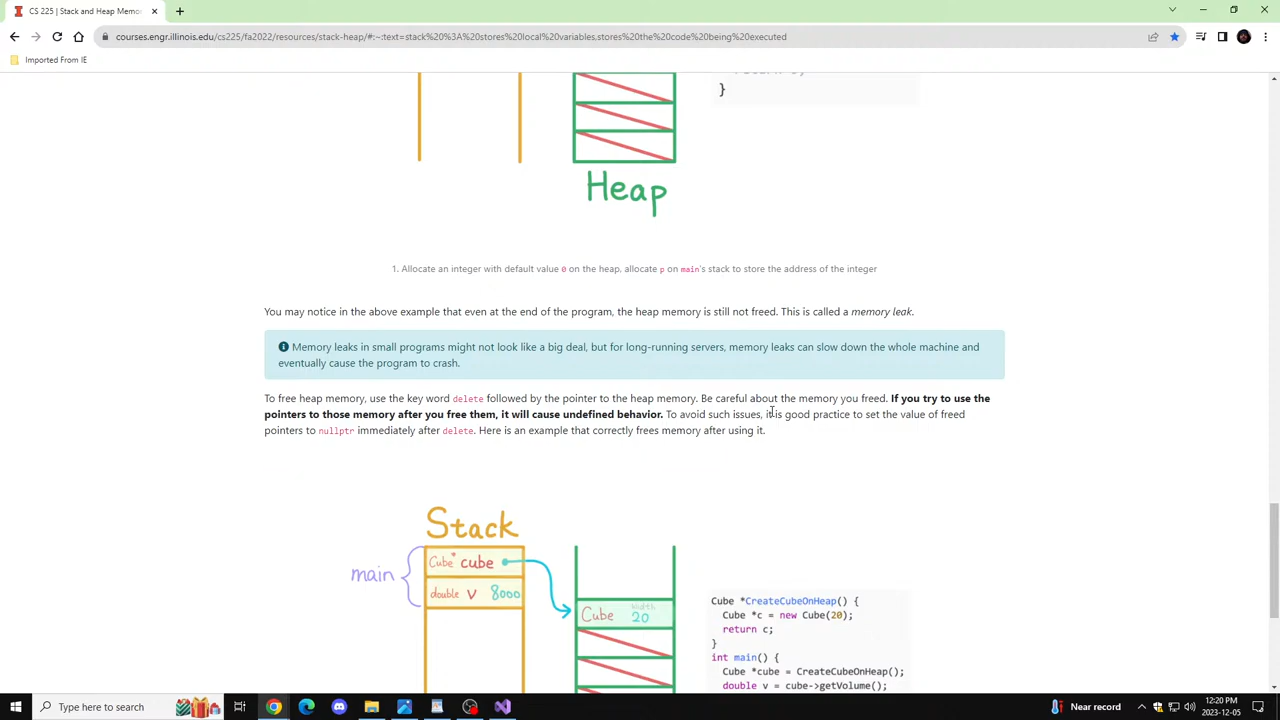 CS 225 | Stack and Heap Memo
courses.engr.illinois.edu/cs225/fa2022/resources/stack-heap/#:~:text=stack%20%3A%20stores%20local%20variables,stores%20the%20code%20being%20executed
Imported From IE
}
Heap
1. Allocate an integer with default value 0 on the heap, allocate p on main's stack to store the address of the integer
You may notice in the above example that even at the end of the program, the heap memory is still not freed. This is called a memory leak.
Memory leaks in small programs might not look like a big deal, but for long-running servers, memory leaks can slow down the whole machine and
eventually cause the program to crash.
To free heap memory, use the key word delete followed by the pointer to the heap memory. Be careful about the memory you freed. If you try to use the
pointers to those memory after you free them, it will cause undefined behavior. To avoid such issues, it is good practice to set the value of freed
pointers to nullptr immediately after delete. Here is an example that correctly frees memory after using it.
Stack
main
Cube* cube
double v 8000
Cube Width 20
Cube *CreateCubeOnHeap() {
Cube *c = new Cube(20);
return c;
}
int main() {
Cube *cube = CreateCubeOnHeap();
double v = cube->getVolume();
Type here to search
Near record
12:20 PM
2023-12-05